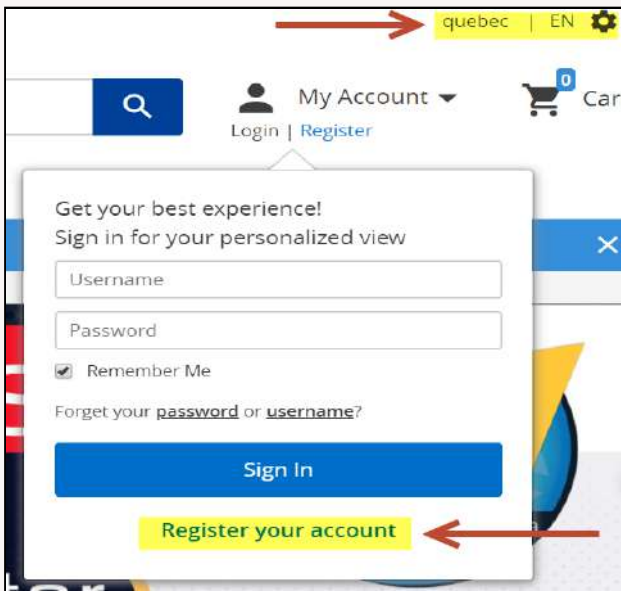 quebec | EN
0
My Account
Car
Login | Register
Get your best experience!
Sign in for your personalized view
Username
Password
Remember Me
Forget your password or username?
Sign In
Register your account